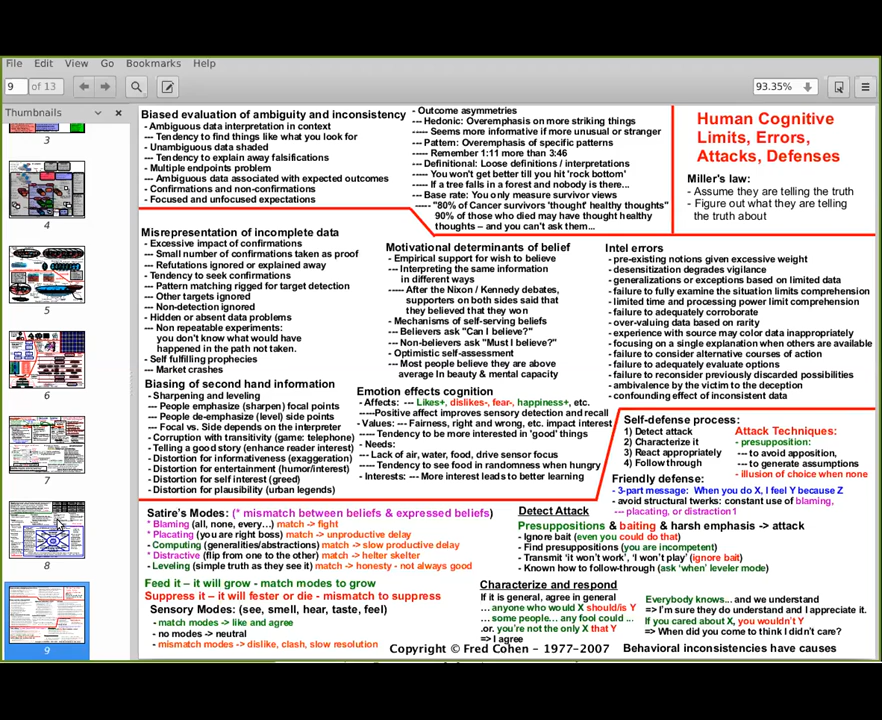 File Edit View Go Bookmarks Help
9 of 13
93.35%
Thumbnails
3
4
5
6
7
8
9
Biased evaluation of ambiguity and inconsistency
- Ambiguous data interpretation in context
--- Tendency to find things like what you look for
- Unambiguous data shaded
--- Tendency to explain away falsifications
- Multiple endpoints problem
--- Ambiguous data associated with expected outcomes
- Confirmations and non-confirmations
- Focused and unfocused expectations
- Outcome asymmetries
--- Hedonic: Overemphasis on more striking things
----- Seems more informative if more unusual or stranger
--- Pattern: Overemphasis of specific patterns
----- Remember 1:11 more than 3:46
--- Definitional: Loose definitions / interpretations
----- You won't get better till you hit 'rock bottom'
----- If a tree falls in a forest and nobody is there...
--- Base rate: You only measure survivor views
----- "80% of Cancer survivors 'thought' healthy thoughts"
90% of those who died may have thought healthy
thoughts – and you can't ask them...
Human Cognitive
Limits, Errors,
Attacks, Defenses
Miller's law:
- Assume they are telling the truth
- Figure out what they are telling
the truth about
Misrepresentation of incomplete data
- Excessive impact of confirmations
--- Small number of confirmations taken as proof
--- Refutations ignored or explained away
- Tendency to seek confirmations
--- Pattern matching rigged for target detection
--- Other targets ignored
--- Non-detection ignored
- Hidden or absent data problems
--- Non repeatable experiments:
you don't know what would have
happened in the path not taken.
- Self fulfilling prophecies
--- Market crashes
Motivational determinants of belief
- Empirical support for wish to believe
--- Interpreting the same information
in different ways
----- After the Nixon / Kennedy debates,
supporters on both sides said that
they believed that they won
- Mechanisms of self-serving beliefs
--- Believers ask "Can I believe?"
--- Non-believers ask "Must I believe?"
- Optimistic self-assessment
--- Most people believe they are above
average In beauty & mental capacity
Intel errors
- pre-existing notions given excessive weight
- desensitization degrades vigilance
- generalizations or exceptions based on limited data
- failure to fully examine the situation limits comprehension
- limited time and processing power limit comprehension
- failure to adequately corroborate
- over-valuing data based on rarity
- experience with source may color data inappropriately
- focusing on a single explanation when others are available
- failure to consider alternative courses of action
- failure to adequately evaluate options
- failure to reconsider previously discarded possibilities
- ambivalence by the victim to the deception
- confounding effect of inconsistent data
Biasing of second hand information
- Sharpening and leveling
--- People emphasize (sharpen) focal points
--- People de-emphasize (level) side points
--- Focal vs. Side depends on the interpreter
- Corruption with transitivity (game: telephone)
- Telling a good story (enhance reader interest)
- Distortion for informativeness (exaggeration)
- Distortion for entertainment (humor/interest)
- Distortion for self interest (greed)
- Distortion for plausibility (urban legends)
Emotion effects cognition
- Affects: --- Likes+, dislikes-, fear-, happiness+, etc.
-----Positive affect improves sensory detection and recall
- Values: --- Fairness, right and wrong, etc. impact interest
---- Tendency to be more interested in 'good' things
- Needs:
--- Lack of air, water, food, drive sensor focus
---- Tendency to see food in randomness when hungry
- Interests: --- More interest leads to better learning
Self-defense process:
1) Detect attack
2) Characterize it
3) React appropriately
4) Follow through
Attack Techniques:
- presupposition:
--- to avoid apposition,
--- to generate assumptions
- illusion of choice when none
Friendly defense:
- 3-part message: When you do X, I feel Y because Z
- avoid structural twerks: constant use of blaming,
--- placating, or distraction1
Satire's Modes: (* mismatch between beliefs & expressed beliefs)
* Blaming (all, none, every…) match -> fight
* Placating (you are right boss) match -> unproductive delay
* Computing (generalities/abstractions) match -> slow productive delay
* Distractive (flip from one to the other) match -> helter skelter
- Leveling (simple truth as they see it) match -> honesty - not always good
Feed it – it will grow - match modes to grow
Suppress it – it will fester or die - mismatch to suppress
Sensory Modes: (see, smell, hear, taste, feel)
- match modes -> like and agree
- no modes -> neutral
- mismatch modes -> dislike, clash, slow resolution
Detect Attack
Presuppositions & baiting & harsh emphasis -> attack
- Ignore bait (even you could do that)
- Find presuppositions (you are incompetent)
- Transmit 'it won't work', 'I won't play' (ignore bait)
- Known how to follow-through (ask 'when' leveler mode)
Characterize and respond
If it is general, agree in general
... anyone who would X should/is Y
... some people... any fool could ...
.or. you're not the only X that Y
=> I agree
Everybody knows... and we understand
=> I'm sure they do understand and I appreciate it.
If you cared about X, you wouldn't Y
=> When did you come to think I didn't care?
Copyright © Fred Cohen – 1977-2007
Behavioral inconsistencies have causes